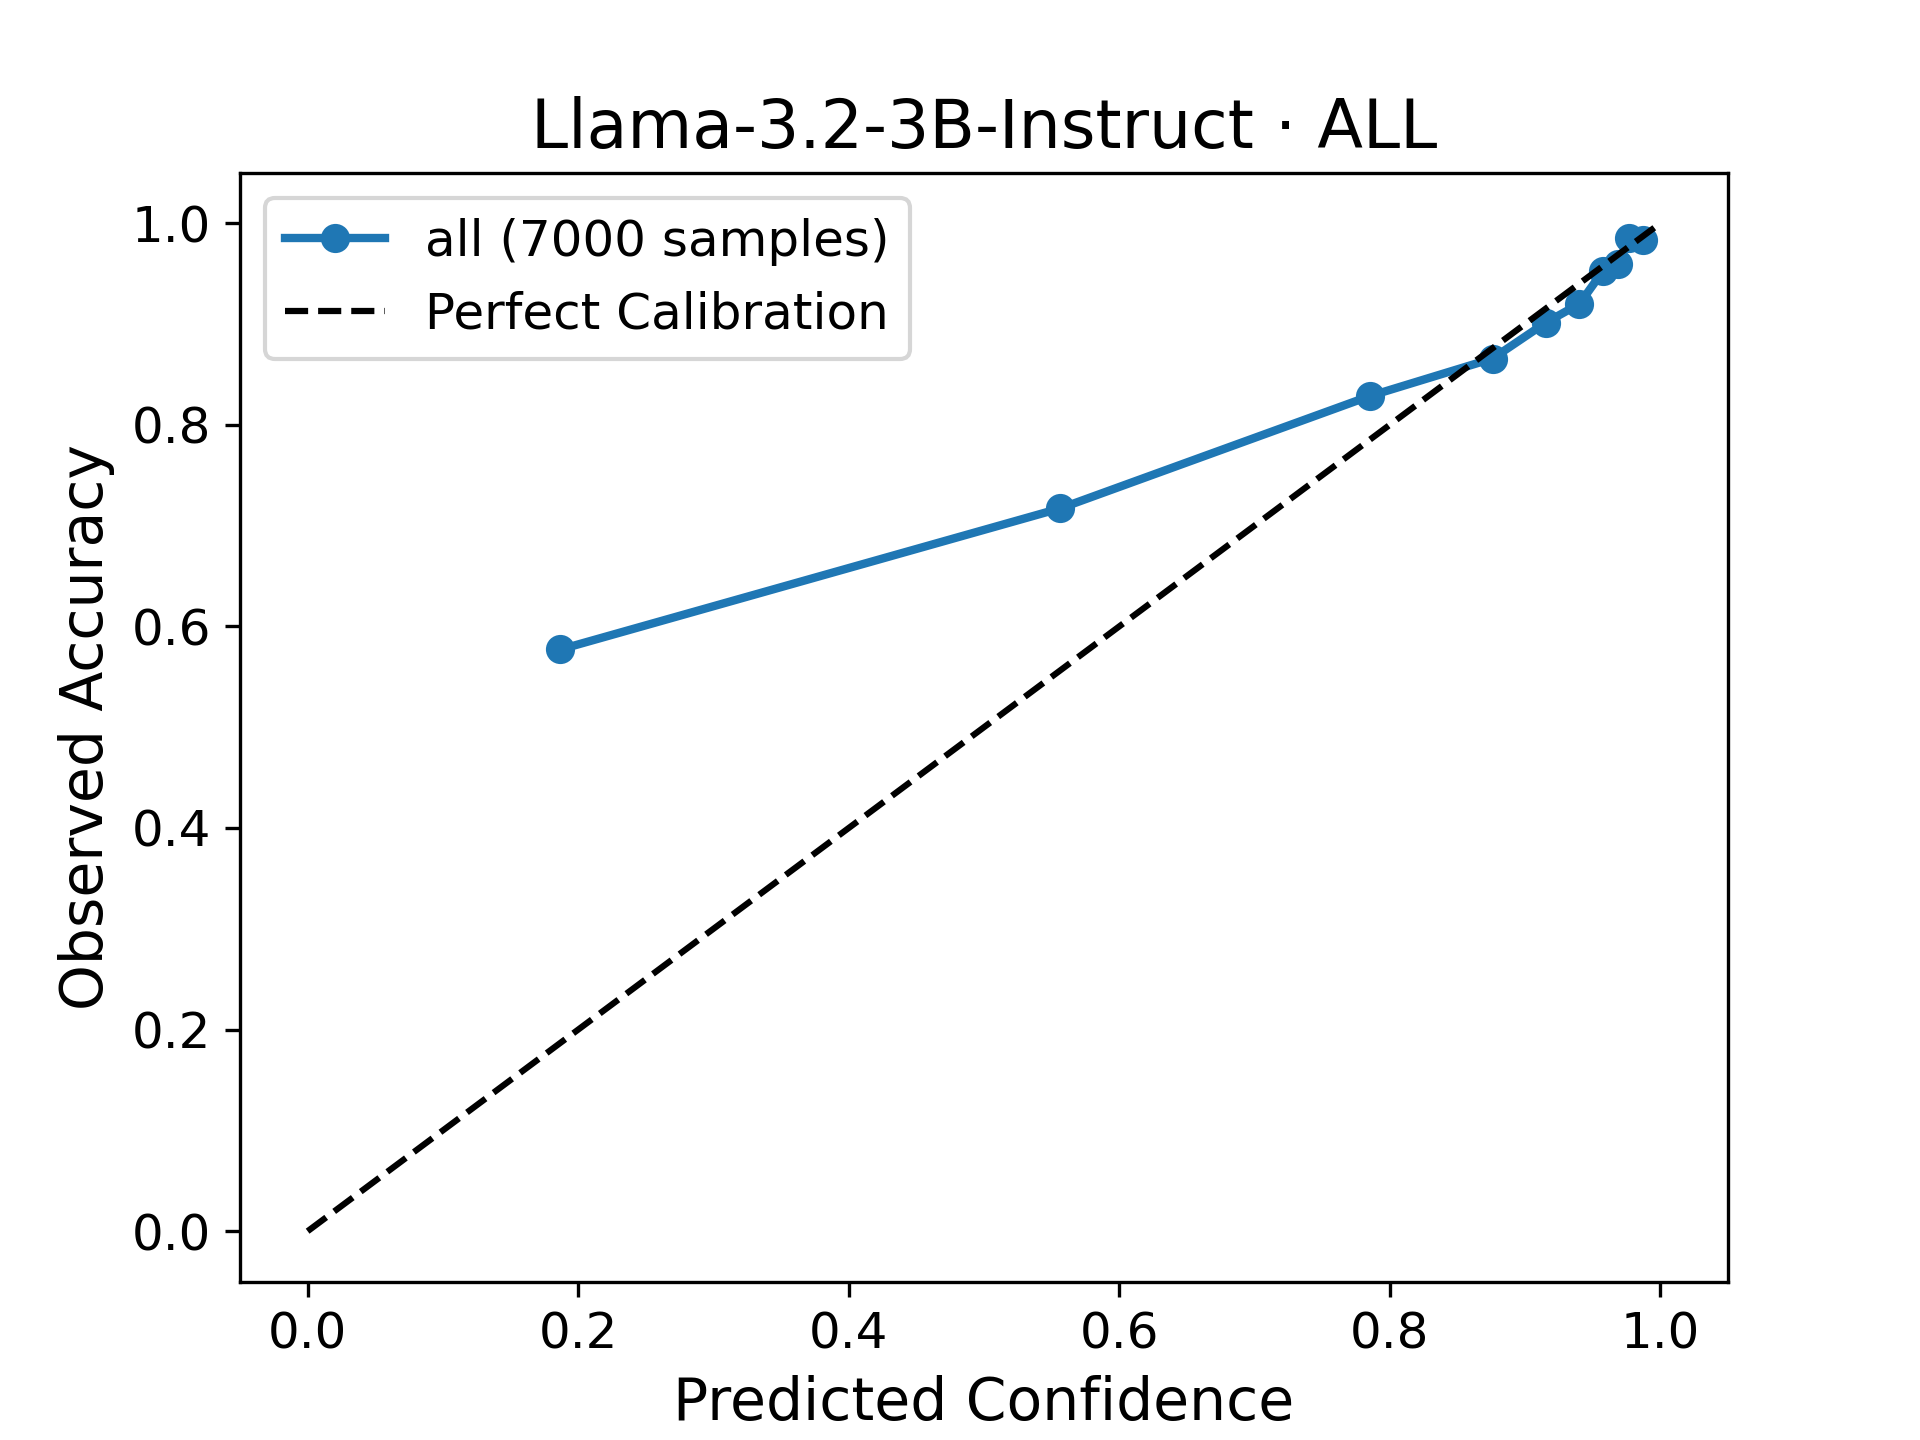 Llama-3.2-3B-Instruct · ALL
all (7000 samples)
Perfect Calibration
1.0
0.8
0.6
0.4
0.2
0.0
Observed Accuracy
0.0 0.2 0.4 0.6 0.8 1.0
Predicted Confidence